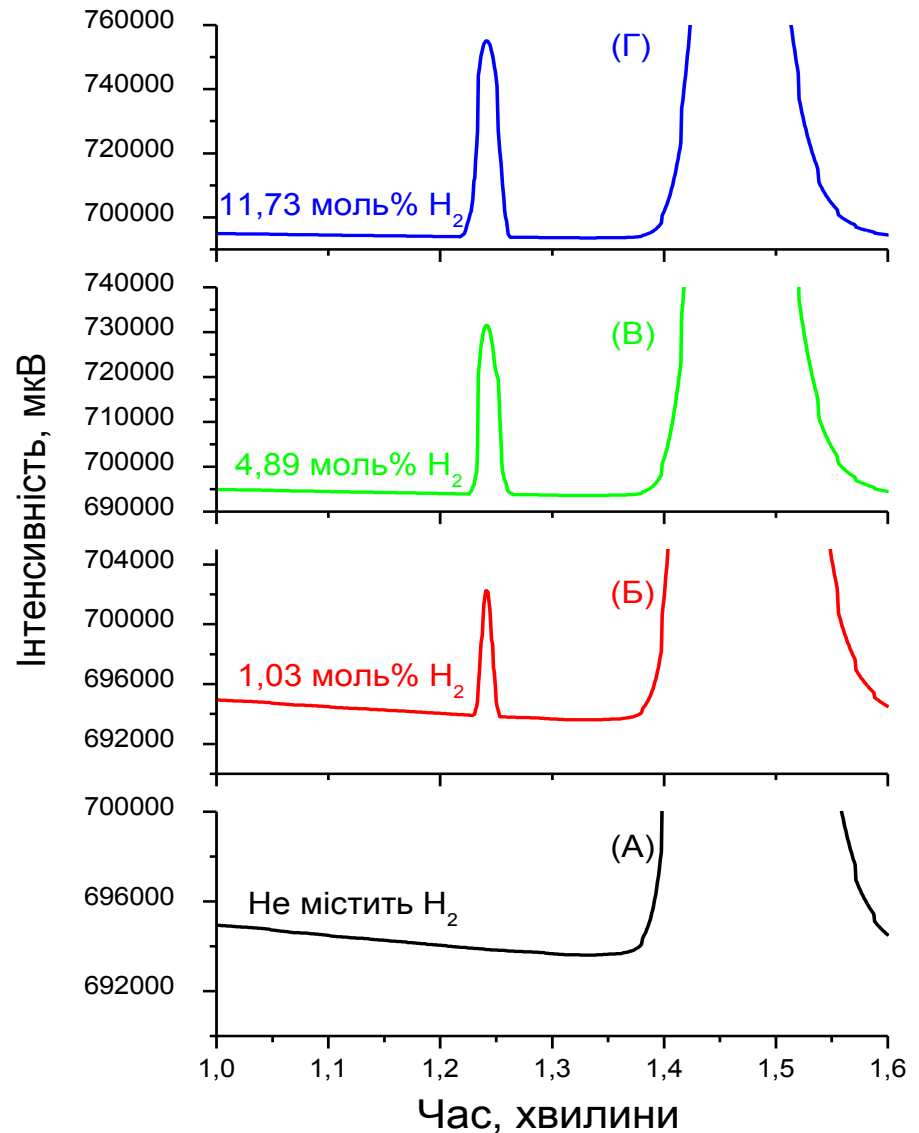 760000
(Г)
740000
720000
11,73 моль% H₂
700000
740000
(В)
730000
720000
710000
4,89 моль% H₂
700000
690000
704000
(Б)
700000
1,03 моль% H₂
696000
692000
700000
(А)
696000
Не містить H₂
692000
1,0 1,1 1,2 1,3 1,4 1,5 1,6
Час, хвилини
Інтенсивність, мкВ